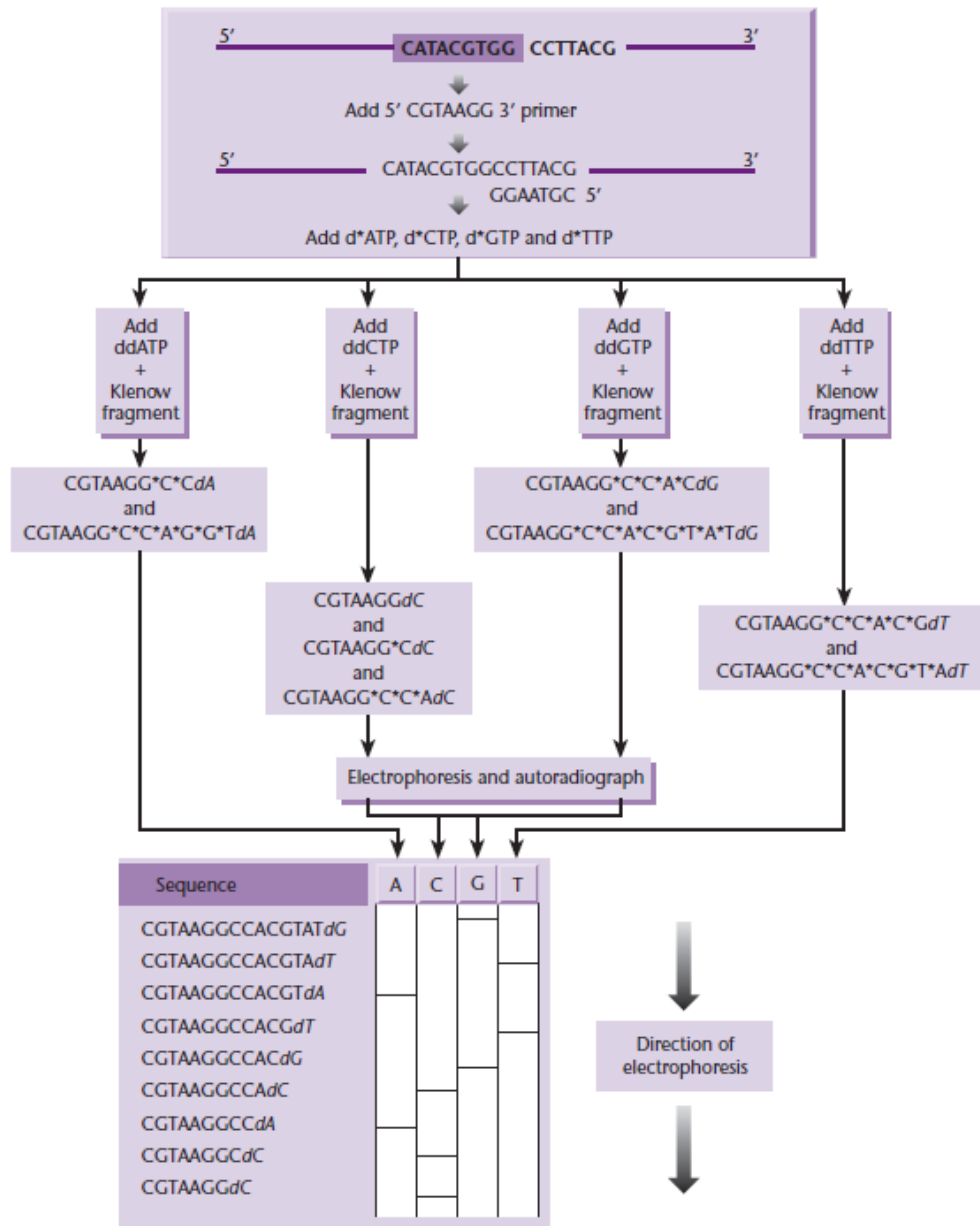 5′ 3′
CATACGTGG CCTTACG
Add 5′ CGTAAGG 3′ primer
5′ 3′
CATACGTGGCCTTACG
GGAATGC 5′
Add d*ATP, d*CTP, d*GTP and d*TTP
Add
ddATP
+
Klenow
fragment
Add
ddCTP
+
Klenow
fragment
Add
ddGTP
+
Klenow
fragment
Add
ddTTP
+
Klenow
fragment
CGTAAGG*C*CdA
and
CGTAAGG*C*C*A*G*G*TdA
CGTAAGG*C*C*A*CdG
and
CGTAAGG*C*C*A*C*G*T*A*TdG
CGTAAGGdC
and
CGTAAGG*CdC
and
CGTAAGG*C*C*AdC
CGTAAGG*C*C*A*C*GdT
and
CGTAAGG*C*C*A*C*G*T*AdT
Electrophoresis and autoradiograph
Sequence A C G T
CGTAAGGCCACGTATdG
CGTAAGGCCACGTAdT
CGTAAGGCCACGTdA
CGTAAGGCCACGdT
CGTAAGGCCACdG
CGTAAGGCCAdC
CGTAAGGCCdA
CGTAAGGCdC
CGTAAGGdC
Direction of
electrophoresis